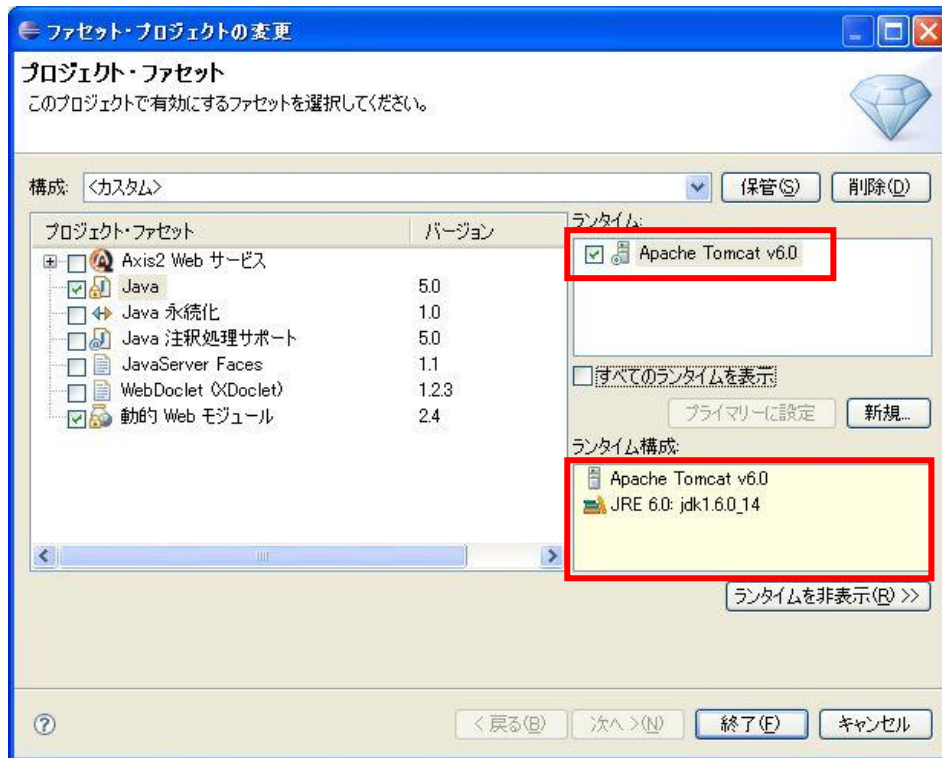 ファセット・プロジェクトの変更
プロジェクト・ファセット
このプロジェクトで有効にするファセットを選択してください。
構成: <カスタム> 保管(S) 削除(D)
プロジェクト・ファセット バージョン
Axis2 Web サービス
Java 5.0
Java 永続化 1.0
Java 注釈処理サポート 5.0
JavaServer Faces 1.1
WebDoclet (XDoclet) 1.2.3
動的 Web モジュール 2.4
ランタイム:
Apache Tomcat v6.0
すべてのランタイムを表示
プライマリーに設定 新規...
ランタイム構成:
Apache Tomcat v6.0
JRE 6.0: jdk1.6.0_14
ランタイムを非表示(R) >>
? < 戻る(B) 次へ >(N) 終了(F) キャンセル